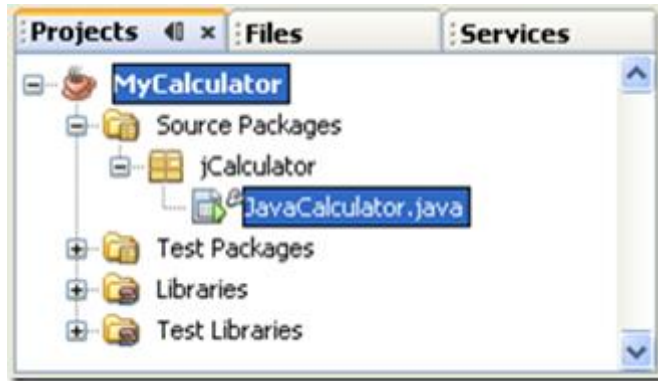 Projects Files Services
MyCalculator
Source Packages
jCalculator
JavaCalculator.java
Test Packages
Libraries
Test Libraries